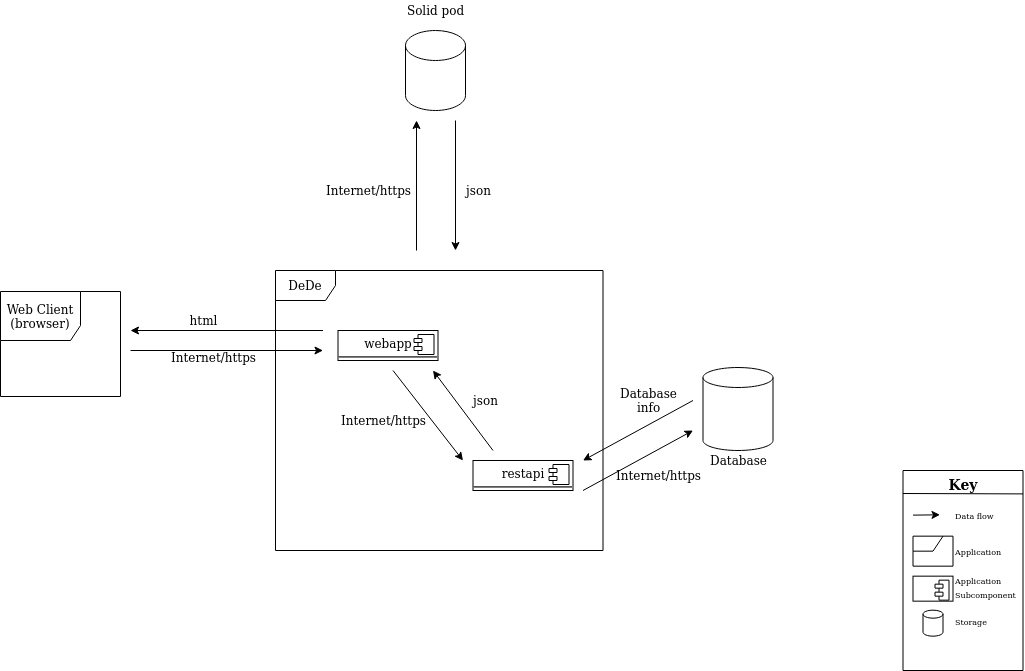 Solid pod
Internet/https
json
DeDe
Web Client
(browser)
html
Internet/https
webapp
Internet/https
json
restapi
Database
info
Internet/https
Database
Key
Data flow
Application
Application
Subcomponent
Storage